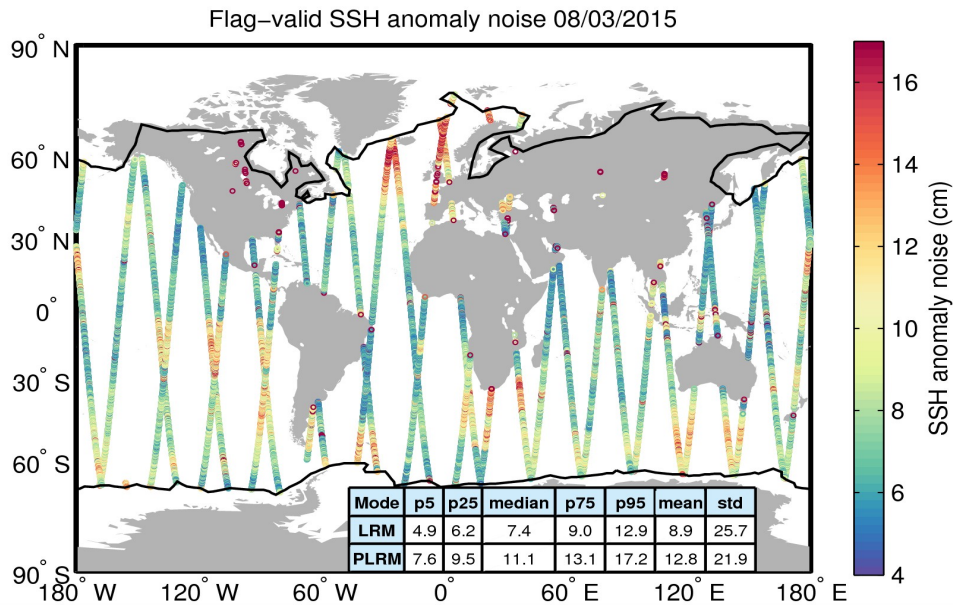 Flag−valid SSH anomaly noise 08/03/2015
90° N
60° N
30° N
0°
30° S
60° S
90° S
180° W
120° W
60° W
0°
60° E
120° E
180° E
16
14
12
10
8
6
4
SSH anomaly noise (cm)
Mode p5 p25 median p75 p95 mean std
LRM 4.9 6.2 7.4 9.0 12.9 8.9 25.7
PLRM 7.6 9.5 11.1 13.1 17.2 12.8 21.9